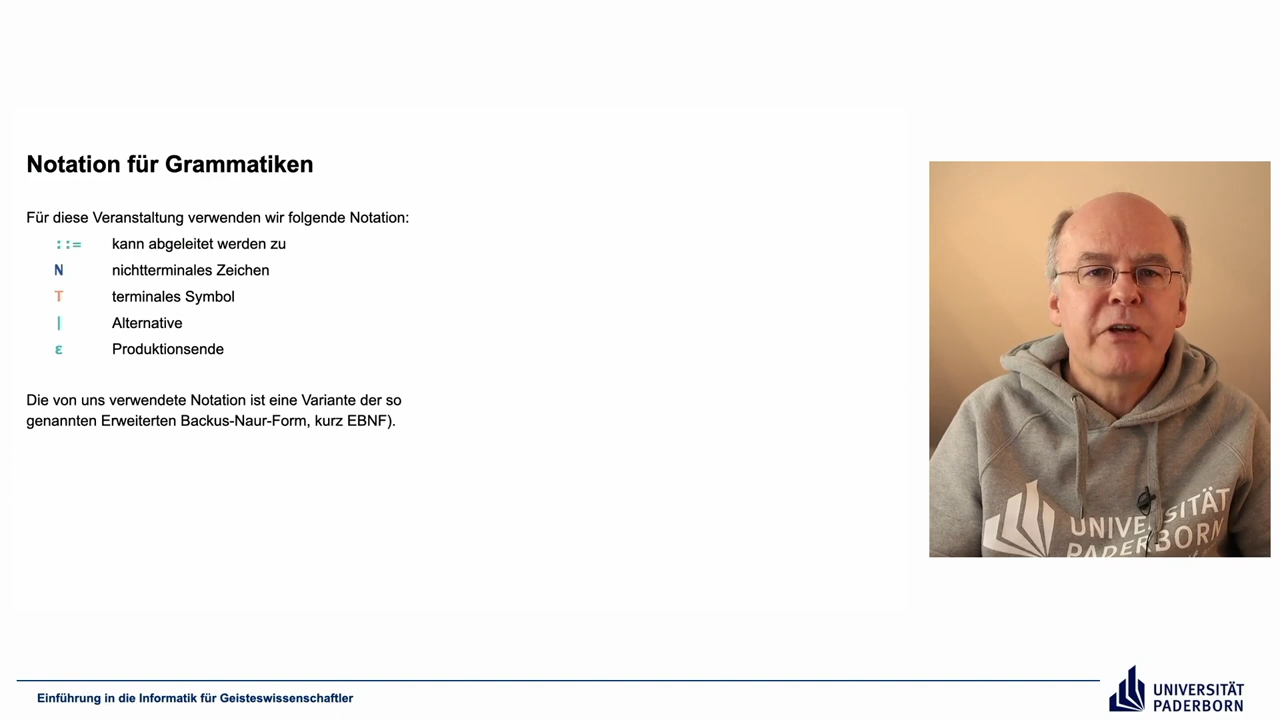 Notation für Grammatiken
Für diese Veranstaltung verwenden wir folgende Notation:
::= kann abgeleitet werden zu
N nichtterminales Zeichen
T terminales Symbol
| Alternative
ε Produktionsende
Die von uns verwendete Notation ist eine Variante der so
genannten Erweiterten Backus-Naur-Form, kurz EBNF).
UNIVERSITÄT
PADERBORN
Einführung in die Informatik für Geisteswissenschaftler
UNIVERSITÄT
PADERBORN